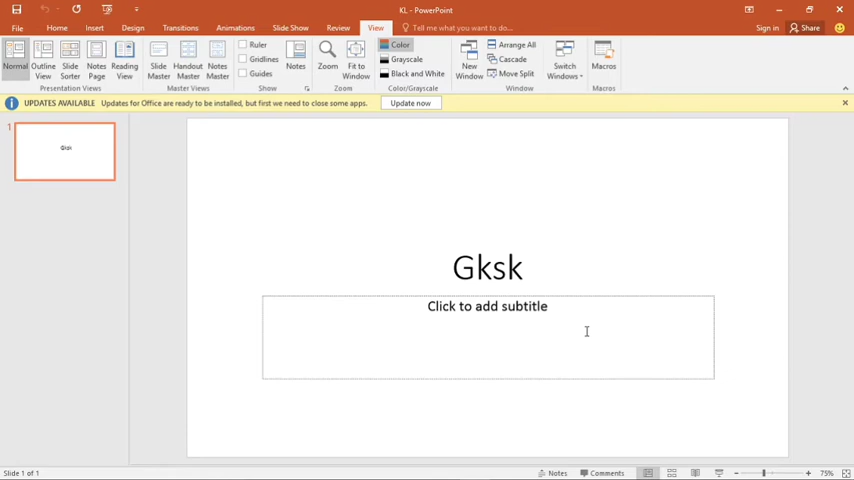 KL - PowerPoint
File Home Insert Design Transitions Animations Slide Show Review View Tell me what you want to do... Sign in Share
Normal Outline View Slide Sorter Notes Page Reading View
Presentation Views
Slide Master Handout Master Notes Master
Master Views
Ruler
Gridlines
Guides
Notes
Show
Zoom Fit to Window
Zoom
Color
Grayscale
Black and White
Color/Grayscale
New Window
Arrange All
Cascade
Move Split
Switch Windows
Window
Macros
Macros
UPDATES AVAILABLE Updates for Office are ready to be installed, but first we need to close some apps. Update now
1
Gksk
Gksk
Click to add subtitle
Slide 1 of 1 Notes Comments 75%